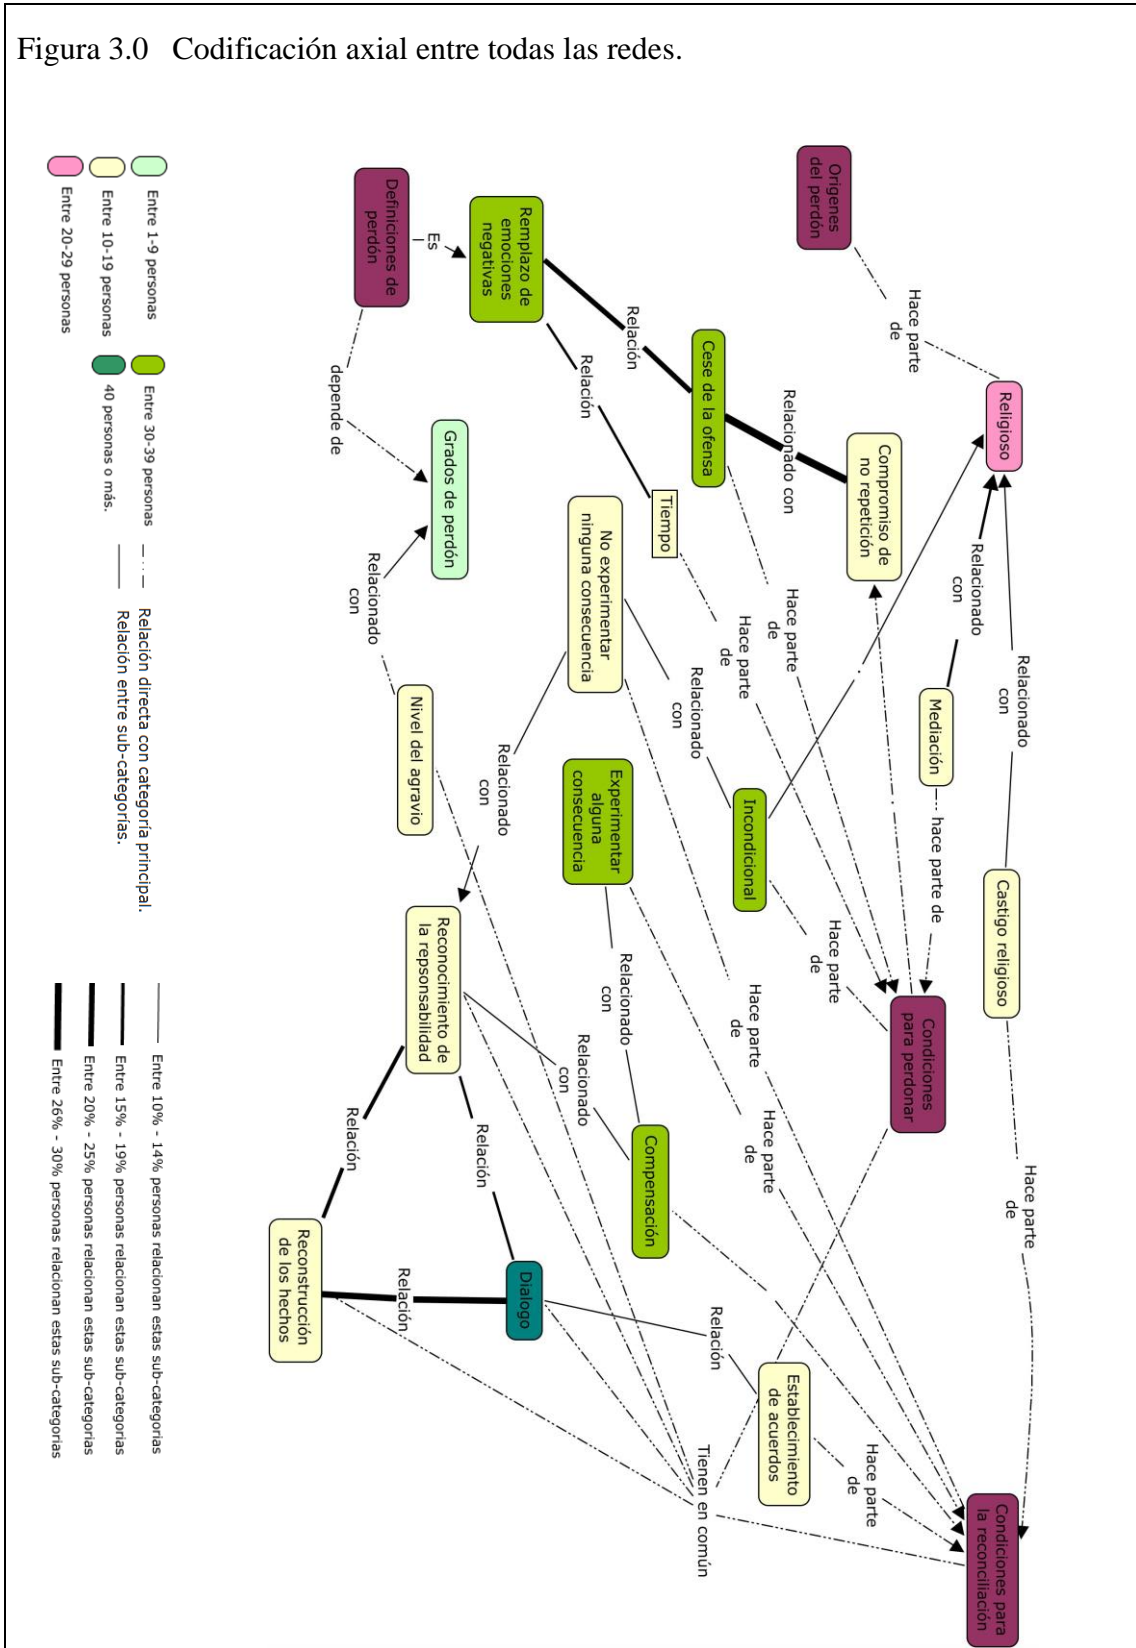 Figura 3.0 Codificación axial entre todas las redes.
Origenes
del perdón
Hace parte
de
Religioso
Relacionado
con
Castigo religioso
Hace parte
de
Relacionado
con
Mediación
hace parte de
Compromiso de
no repetición
Relacionado con
Cese de la ofensa
Hace parte
de
Condiciones
para perdonar
Condiciones para
la reconciliación
Remplazo de
emociones
negativas
Relación
Relación
Tiempo
Hace parte
de
Incondicional
Hace parte
de
Definiciones de
perdón
Es
depende de
Grados de perdón
Relacionado
con
Nivel del agravio
No experimentar
ninguna consecuencia
Relacionado
con
Relacionado
con
Hace parte
de
Experimentar
alguna
consecuencia
Relacionado
con
Hace parte
de
Compensación
Relacionado
con
Reconocimiento de
la repsonsabilidad
Relación
Relación
Dialogo
Relación
Relación
Reconstrucción
de los hechos
Establecimiento
de acuerdos
Hace parte
de
Tienen en común
Entre 1-9 personas
Entre 10-19 personas
Entre 20-29 personas
Entre 30-39 personas
40 personas o más.
Relación directa con categoría principal.
Relación entre sub-categorías.
Entre 10% - 14% personas relacionan estas sub-categorias
Entre 15% - 19% personas relacionan estas sub-categorias
Entre 20% - 25% personas relacionan estas sub-categorias
Entre 26% - 30% personas relacionan estas sub-categorias